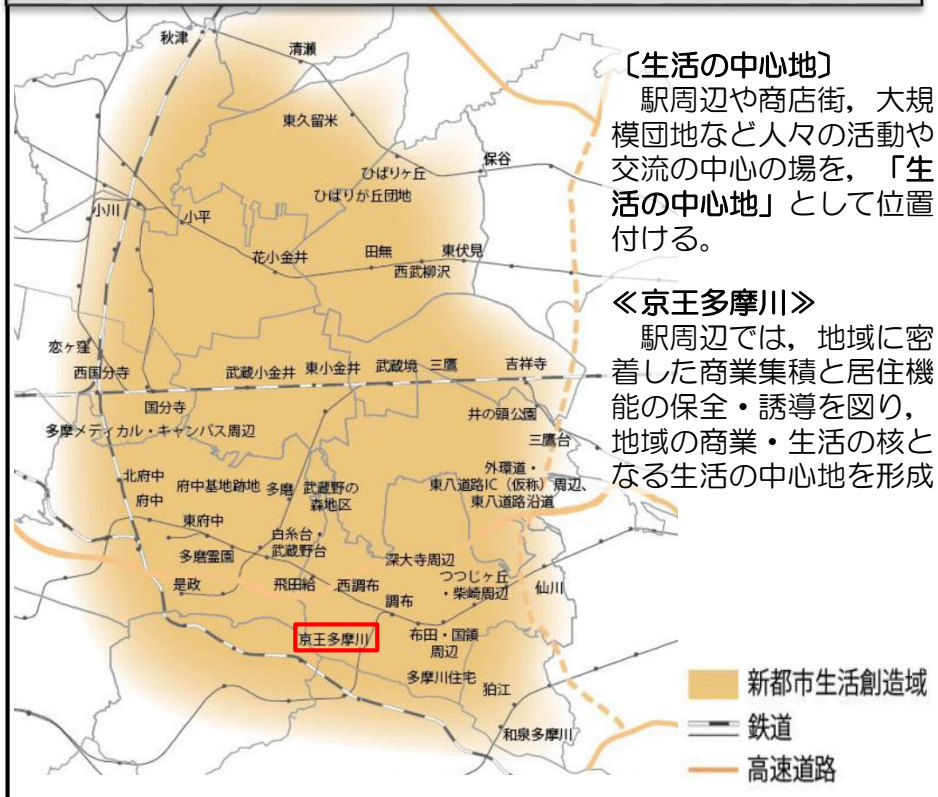 〔生活の中心地〕
駅周辺や商店街，大規
模団地など人々の活動や
交流の中心の場を，「生
活の中心地」として位置
付ける。
≪京王多摩川≫
駅周辺では，地域に密
着した商業集積と居住機
能の保全・誘導を図り，
地域の商業・生活の核と
なる生活の中心地を形成
秋津
清瀬
東久留米
ひばりヶ丘
ひばりが丘団地
保谷
小川
小平
花小金井
田無
東伏見
西武柳沢
恋ヶ窪
西国分寺
武蔵小金井
東小金井
武蔵境
三鷹
吉祥寺
国分寺
井の頭公園
多摩メディカル・キャンパス周辺
三鷹台
北府中
府中基地跡地
多磨
武蔵野の
森地区
外環道・
東八道路IC（仮称）周辺、
東八道路沿道
府中
東府中
白糸台
武蔵野台
多磨霊園
深大寺周辺
是政
飛田給
西調布
つつじヶ丘
・柴崎周辺
仙川
調布
京王多摩川
布田・国領
周辺
多摩川住宅
狛江
和泉多摩川
新都市生活創造域
鉄道
高速道路